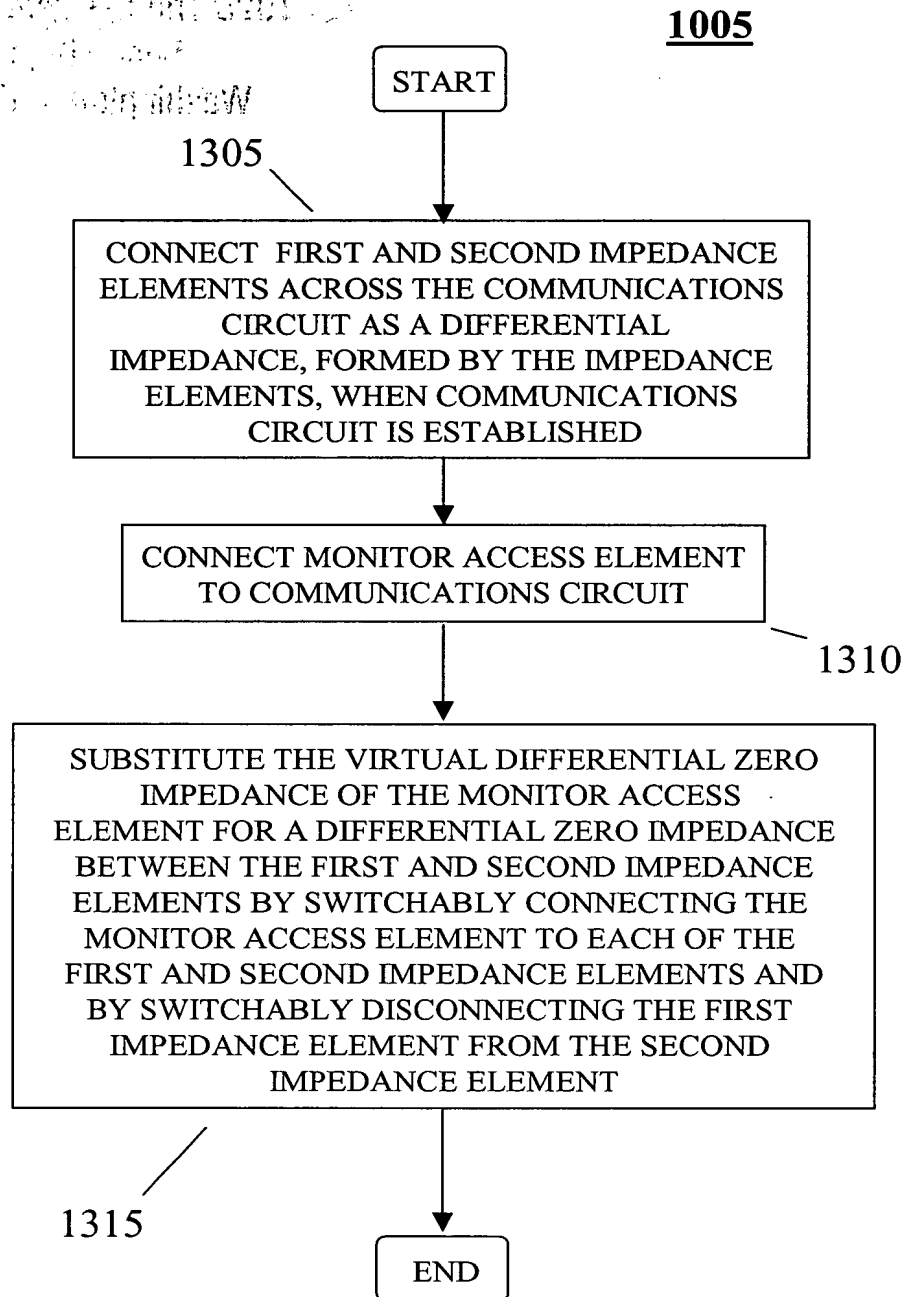 1005
START
1305
CONNECT FIRST AND SECOND IMPEDANCE
ELEMENTS ACROSS THE COMMUNICATIONS
CIRCUIT AS A DIFFERENTIAL
IMPEDANCE, FORMED BY THE IMPEDANCE
ELEMENTS, WHEN COMMUNICATIONS
CIRCUIT IS ESTABLISHED
CONNECT MONITOR ACCESS ELEMENT
TO COMMUNICATIONS CIRCUIT
1310
SUBSTITUTE THE VIRTUAL DIFFERENTIAL ZERO
IMPEDANCE OF THE MONITOR ACCESS
ELEMENT FOR A DIFFERENTIAL ZERO IMPEDANCE
BETWEEN THE FIRST AND SECOND IMPEDANCE
ELEMENTS BY SWITCHABLY CONNECTING THE
MONITOR ACCESS ELEMENT TO EACH OF THE
FIRST AND SECOND IMPEDANCE ELEMENTS AND
BY SWITCHABLY DISCONNECTING THE FIRST
IMPEDANCE ELEMENT FROM THE SECOND
IMPEDANCE ELEMENT
1315
END